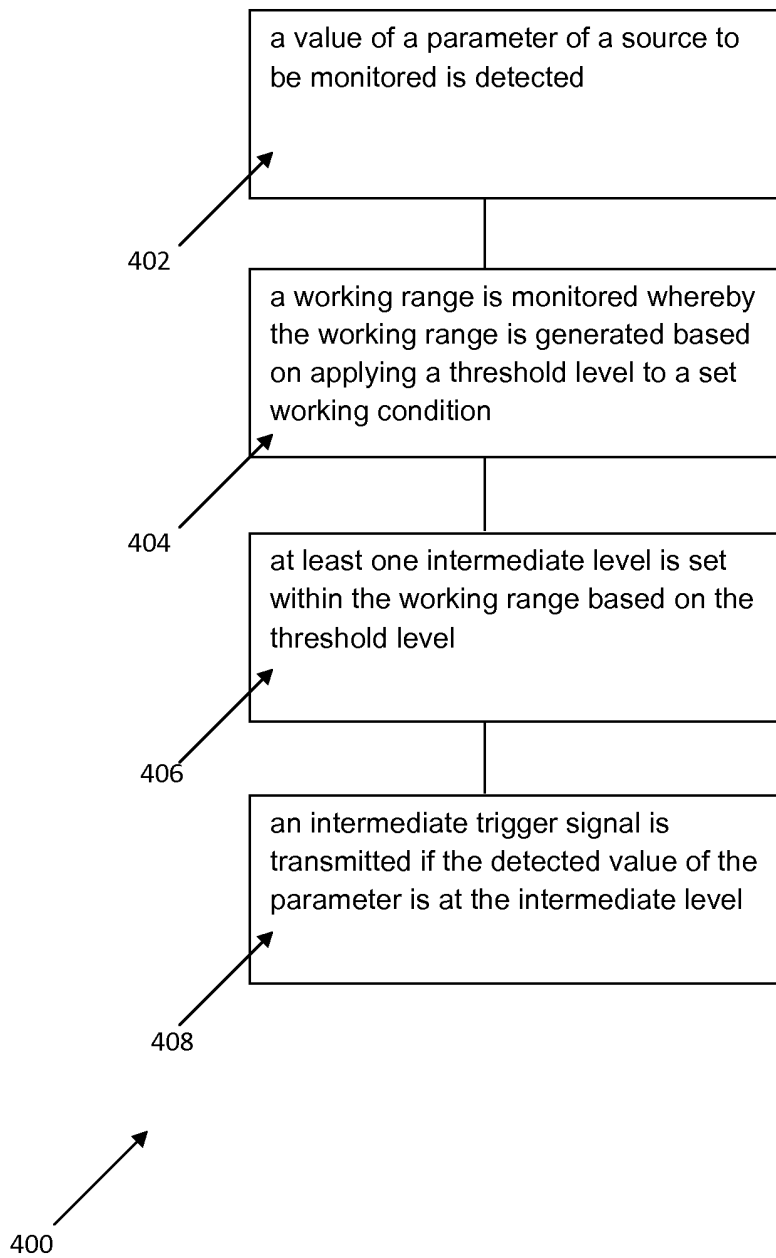 a value of a parameter of a source to
be monitored is detected
402
a working range is monitored whereby
the working range is generated based
on applying a threshold level to a set
working condition
404
at least one intermediate level is set
within the working range based on the
threshold level
406
an intermediate trigger signal is
transmitted if the detected value of the
parameter is at the intermediate level
408
400